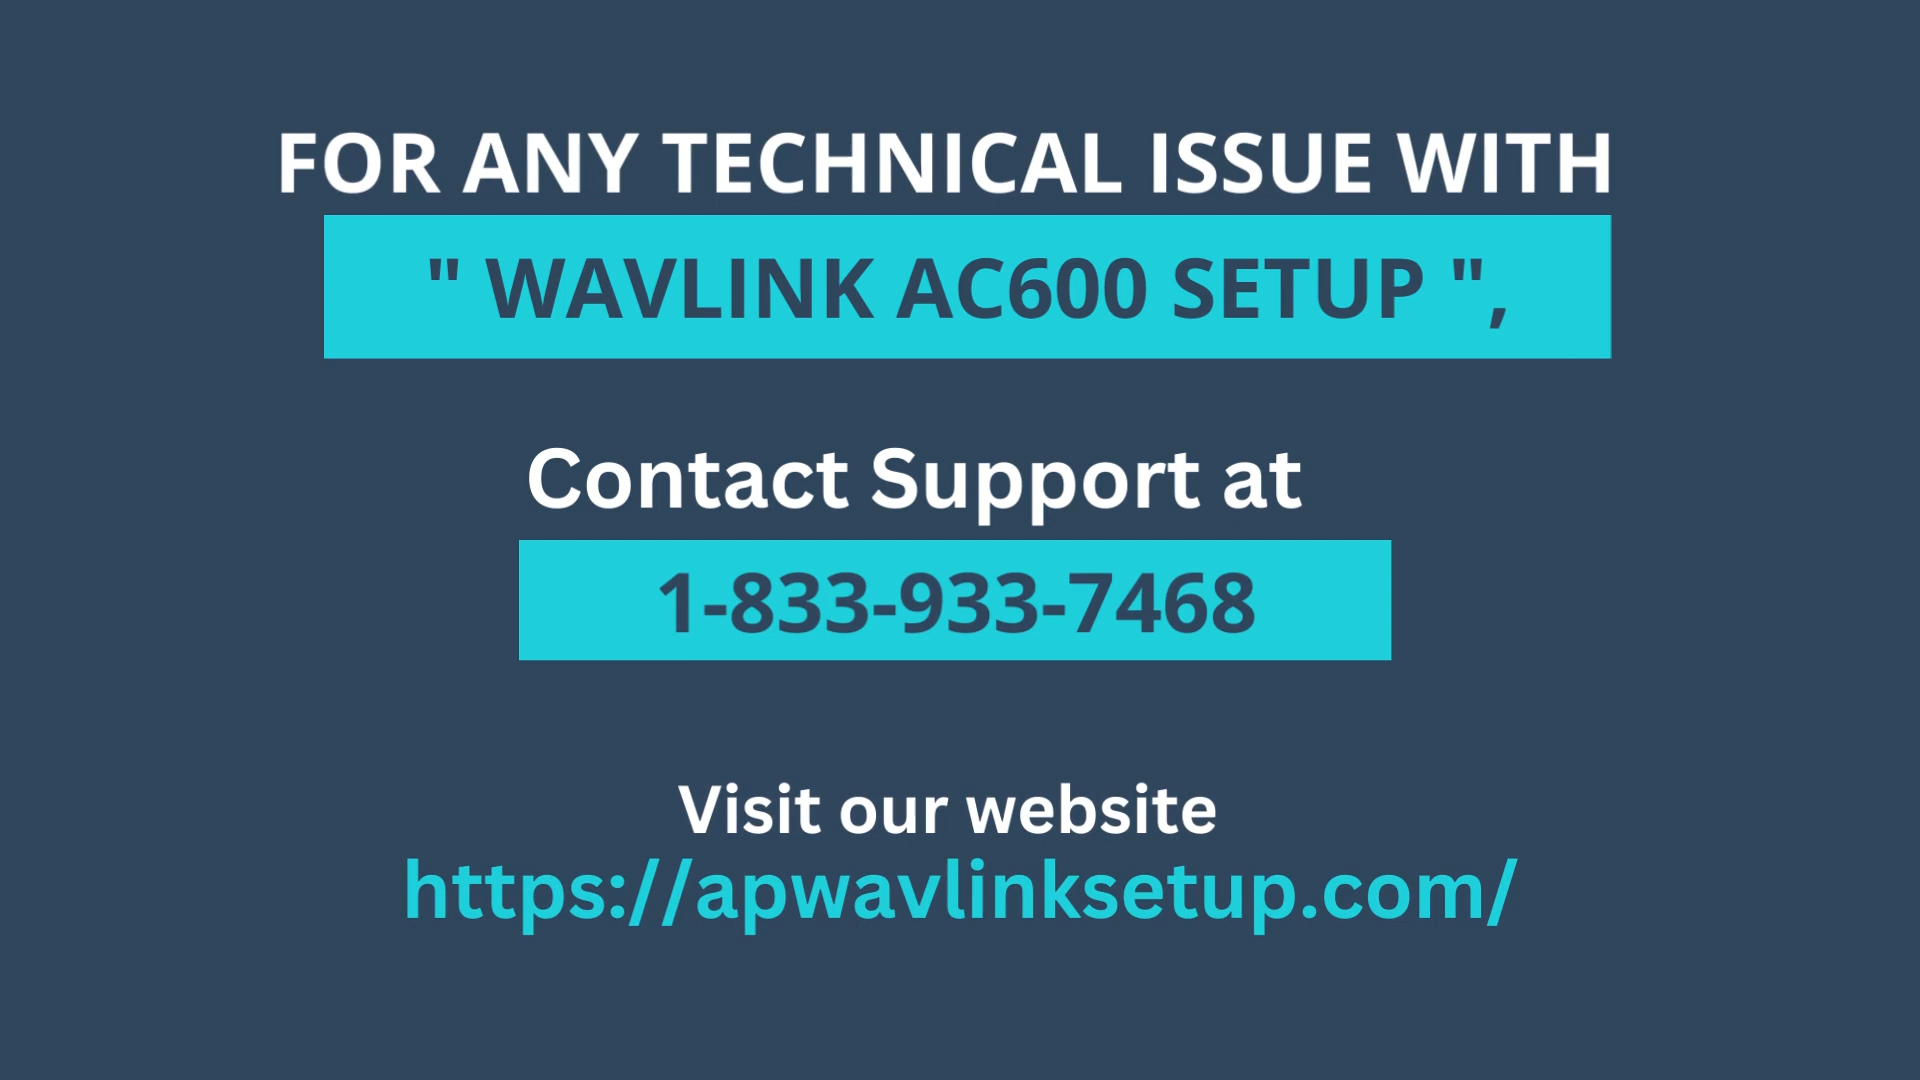 FOR ANY TECHNICAL ISSUE WITH
" WAVLINK AC600 SETUP ",
Contact Support at
1-833-933-7468
Visit our website
https://apwavlinksetup.com/